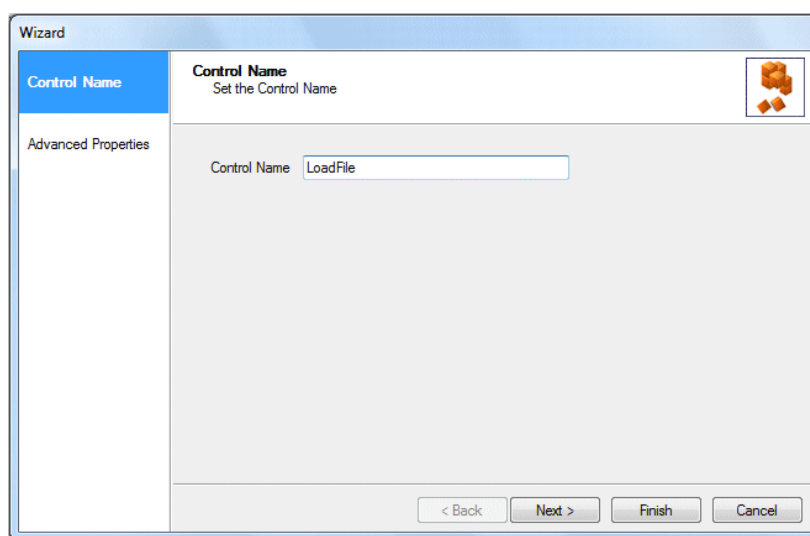 Wizard
Control Name
Advanced Properties
Control Name
Set the Control Name
Control Name LoadFile
< Back Next > Finish Cancel